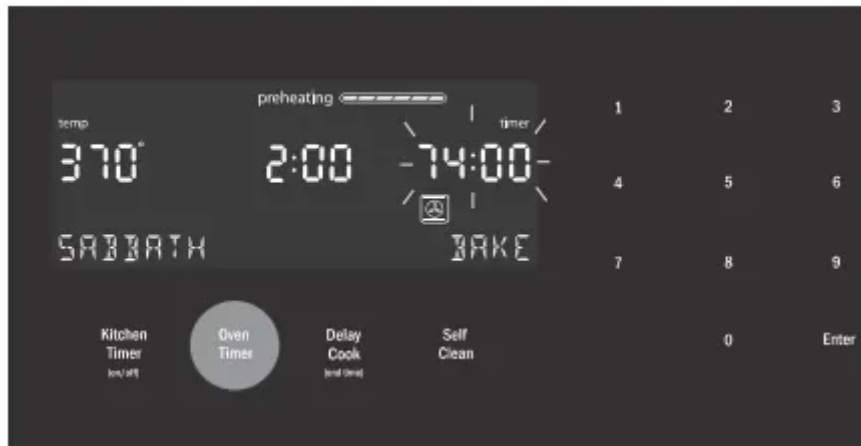 preheating
temp
timer
370°
2:00
74:00
SABBATH
BAKE
1 2 3
4 5 6
7 8 9
0 Enter
Kitchen
Timer
(on/off)
Oven
Timer
Delay
Cook
(end time)
Self
Clean